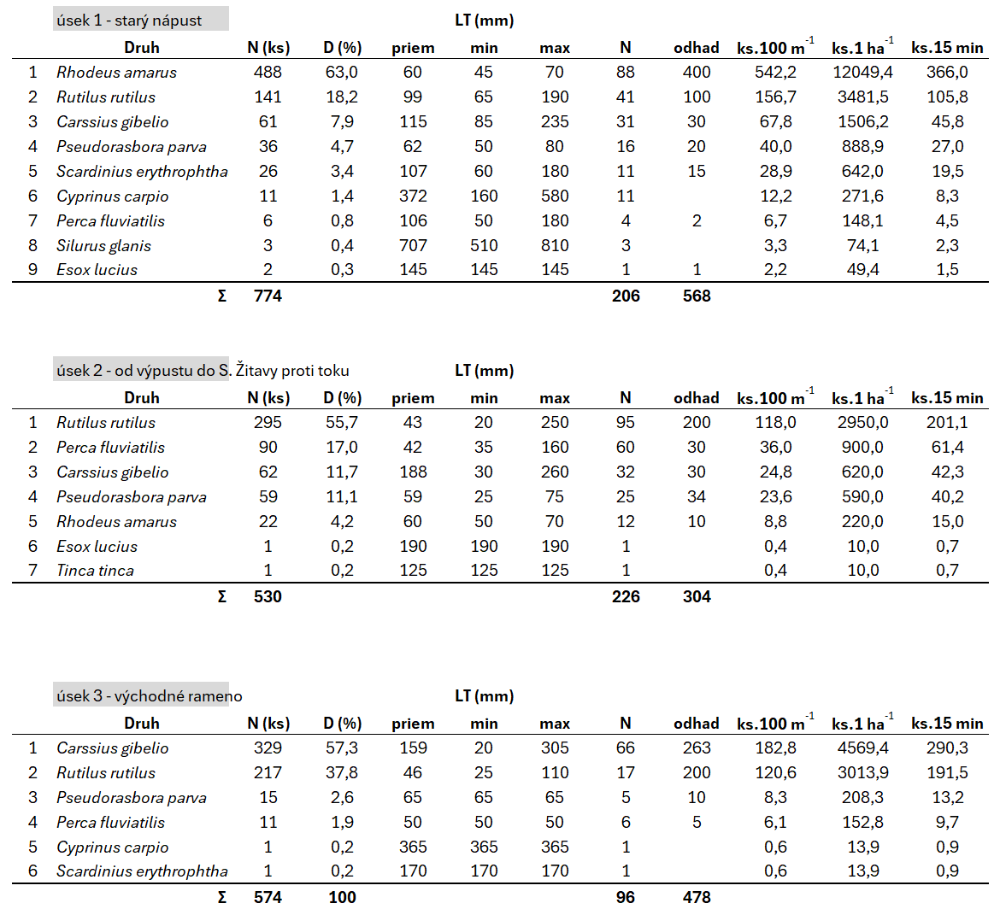 úsek 1 - starý nápust LT (mm)
Druh N (ks) D (%) priem min max N odhad ks.100 m-1 ks.1 ha-1 ks.15 min
1 Rhodeus amarus 488 63,0 60 45 70 88 400 542,2 12049,4 366,0
2 Rutilus rutilus 141 18,2 99 65 190 41 100 156,7 3481,5 105,8
3 Carssius gibelio 61 7,9 115 85 235 31 30 67,8 1506,2 45,8
4 Pseudorasbora parva 36 4,7 62 50 80 16 20 40,0 888,9 27,0
5 Scardinius erythrophtha 26 3,4 107 60 180 11 15 28,9 642,0 19,5
6 Cyprinus carpio 11 1,4 372 160 580 11 12,2 271,6 8,3
7 Perca fluviatilis 6 0,8 106 50 180 4 2 6,7 148,1 4,5
8 Silurus glanis 3 0,4 707 510 810 3 3,3 74,1 2,3
9 Esox lucius 2 0,3 145 145 145 1 1 2,2 49,4 1,5
Σ 774 206 568
úsek 2 - od výpustu do S. Žitavy proti toku LT (mm)
Druh N (ks) D (%) priem min max N odhad ks.100 m-1 ks.1 ha-1 ks.15 min
1 Rutilus rutilus 295 55,7 43 20 250 95 200 118,0 2950,0 201,1
2 Perca fluviatilis 90 17,0 42 35 160 60 30 36,0 900,0 61,4
3 Carssius gibelio 62 11,7 188 30 260 32 30 24,8 620,0 42,3
4 Pseudorasbora parva 59 11,1 59 25 75 25 34 23,6 590,0 40,2
5 Rhodeus amarus 22 4,2 60 50 70 12 10 8,8 220,0 15,0
6 Esox lucius 1 0,2 190 190 190 1 0,4 10,0 0,7
7 Tinca tinca 1 0,2 125 125 125 1 0,4 10,0 0,7
Σ 530 226 304
úsek 3 - východné rameno LT (mm)
Druh N (ks) D (%) priem min max N odhad ks.100 m-1 ks.1 ha-1 ks.15 min
1 Carssius gibelio 329 57,3 159 20 305 66 263 182,8 4569,4 290,3
2 Rutilus rutilus 217 37,8 46 25 110 17 200 120,6 3013,9 191,5
3 Pseudorasbora parva 15 2,6 65 65 65 5 10 8,3 208,3 13,2
4 Perca fluviatilis 11 1,9 50 50 50 6 5 6,1 152,8 9,7
5 Cyprinus carpio 1 0,2 365 365 365 1 0,6 13,9 0,9
6 Scardinius erythrophtha 1 0,2 170 170 170 1 0,6 13,9 0,9
Σ 574 100 96 478